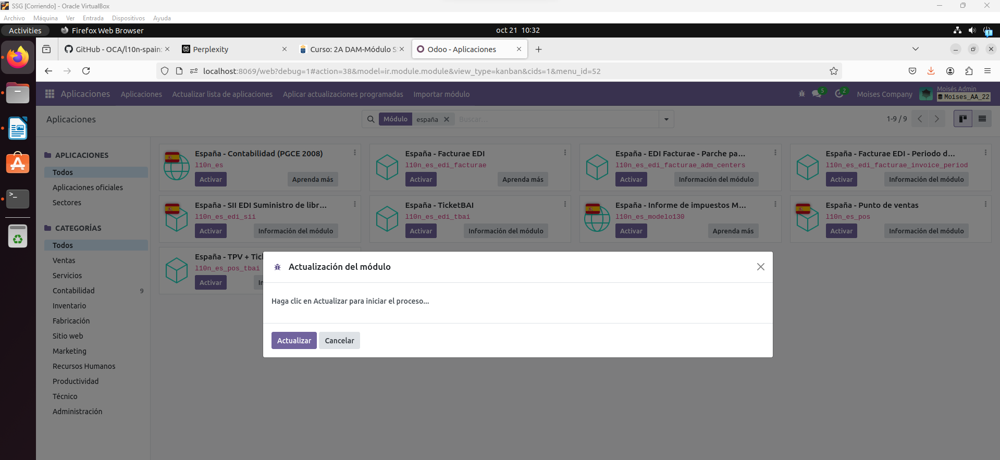 SSG [Corriendo] - Oracle VirtualBox
Archivo Máquina Ver Entrada Dispositivos Ayuda
Activities Firefox Web Browser oct 21 10:32
GitHub - OCA/l10n-spain: Perplexity Curso: 2A DAM-Módulo S Odoo - Aplicaciones
localhost:8069/web?debug=1#action=38&model=ir.module.module&view_type=kanban&cids=1&menu_id=52
Aplicaciones Aplicaciones Actualizar lista de aplicaciones Aplicar actualizaciones programadas Importar módulo 5 2 Moises Company Moisés Admin
Moises_AA_22
Aplicaciones Módulo españa Buscar... 1-9 / 9
APLICACIONES
Todos
Aplicaciones oficiales
Sectores
CATEGORÍAS
Todos
Ventas
Servicios
Contabilidad 9
Inventario
Fabricación
Sitio web
Marketing
Recursos Humanos
Productividad
Técnico
Administración
España - Contabilidad (PGCE 2008)
l10n_es
Activar Aprenda más
España - Facturae EDI
l10n_es_edi_facturae
Activar Aprenda más
España - EDI Facturae - Parche pa...
l10n_es_edi_facturae_adm_centers
Activar Información del módulo
España - Facturae EDI - Periodo d...
l10n_es_edi_facturae_invoice_period
Activar Información del módulo
España - SII EDI Suministro de libr...
l10n_es_edi_sii
Activar Información del módulo
España - TicketBAI
l10n_es_edi_tbai
Activar Información del módulo
España - Informe de impuestos M...
l10n_es_modelo130
Activar Aprenda más
España - Punto de ventas
l10n_es_pos
Activar Información del módulo
España - TPV + Tick
l10n_es_pos_tbai
Activar In
Actualización del módulo
Haga clic en Actualizar para iniciar el proceso...
Actualizar Cancelar